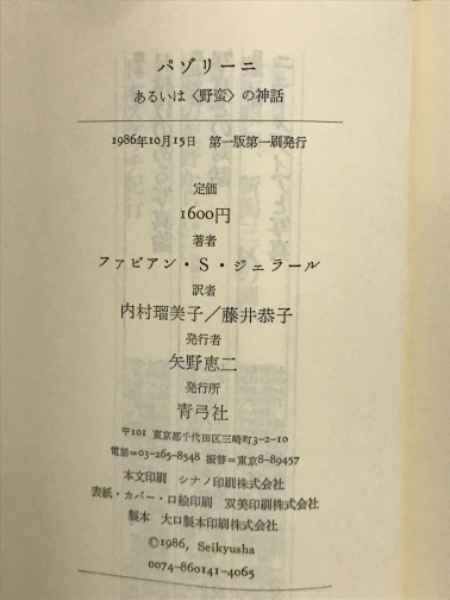 パゾリーニ
あるいは〈野蛮〉の神話
1986年10月15日 第一版第一刷発行
定価
1600円
著者
ファビアン・S・ジェラール
訳者
内村瑠美子／藤井恭子
発行者
矢野恵二
発行所
青弓社
〒101 東京都千代田区三崎町3-2-10
電話=03-265-8548 振替=東京8-89457
本文印刷 シナノ印刷株式会社
表紙・カバー・口絵印刷 双美印刷株式会社
製本 大口製本印刷株式会社
©1986, Seikyusha
0074-860141-4065